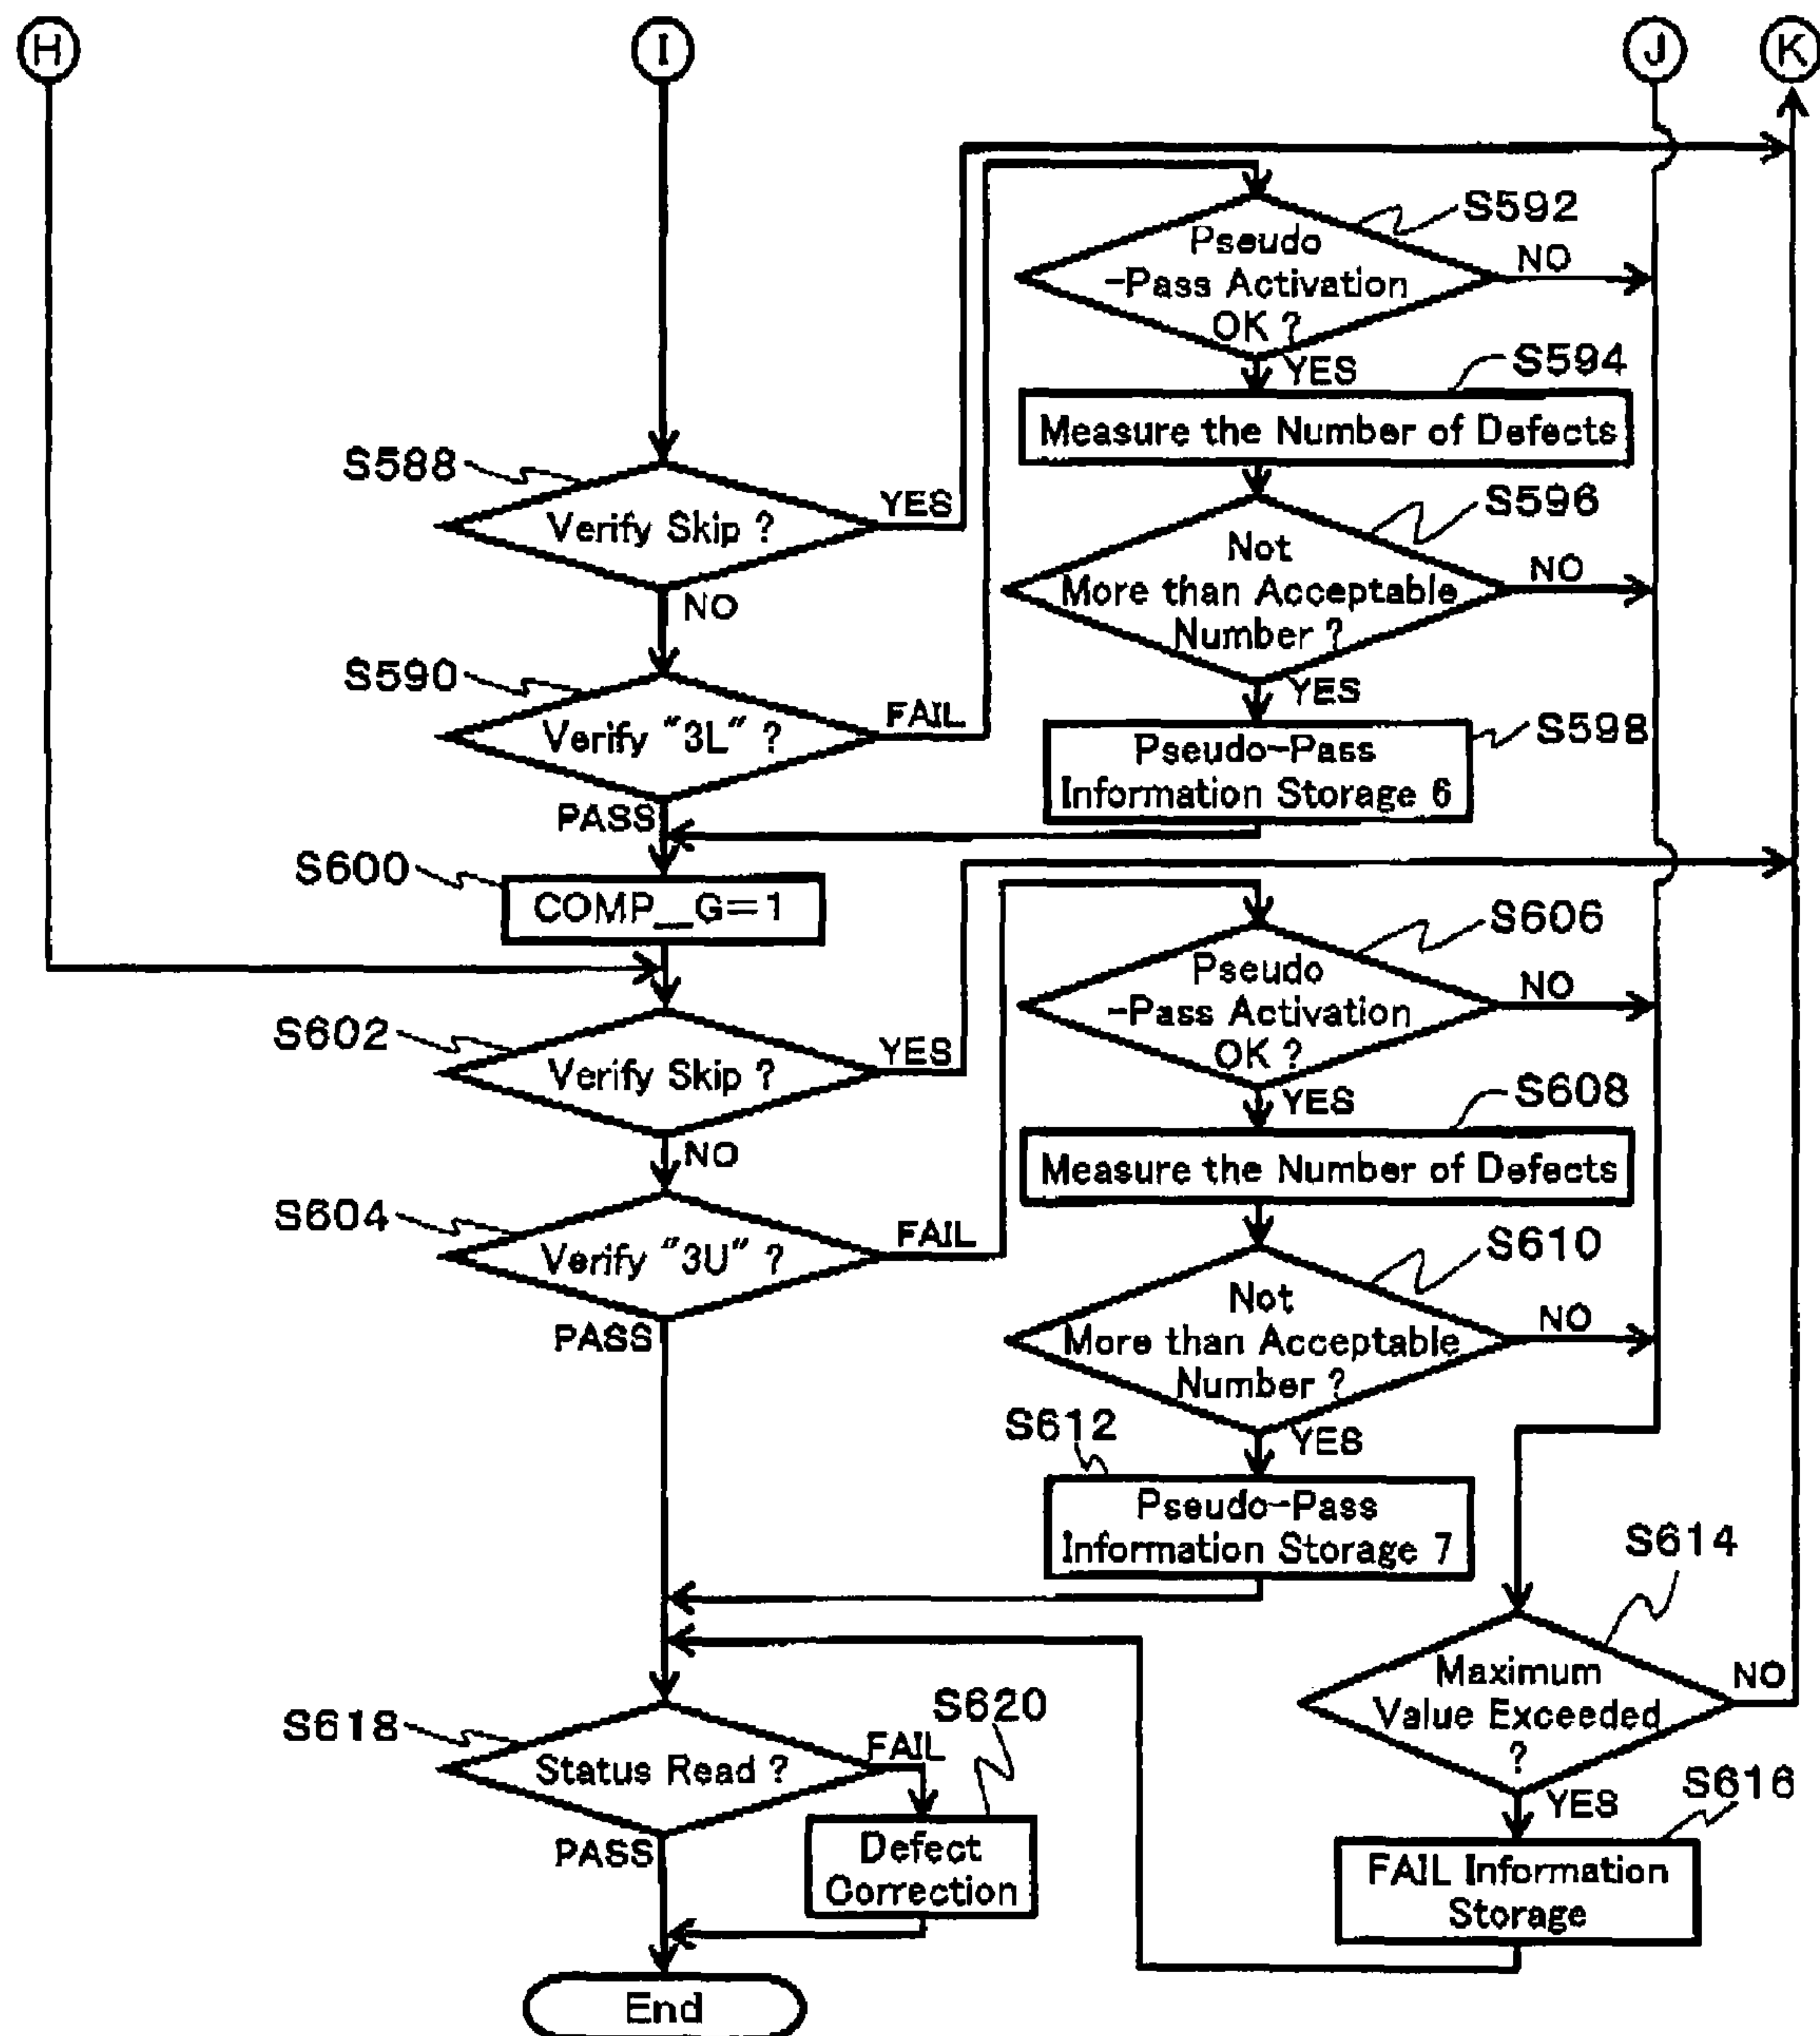 H
I
J
K
S592
Pseudo
-Pass Activation
OK ?
NO
YES
S594
Measure the Number of Defects
S588
Verify Skip ?
YES
NO
S596
Not
More than Acceptable
Number ?
NO
YES
S590
Verify "3L" ?
FAIL
PASS
S598
Pseudo-Pass
Information Storage 6
S600
COMP__G=1
S606
Pseudo
-Pass Activation
OK ?
NO
YES
S602
Verify Skip ?
YES
NO
S608
Measure the Number of Defects
S604
Verify "3U" ?
FAIL
PASS
S610
Not
More than Acceptable
Number ?
NO
YES
S612
Pseudo-Pass
Information Storage 7
S614
Maximum
Value Exceeded
?
NO
YES
S618
Status Read ?
FAIL
PASS
S620
Defect
Correction
S616
FAIL Information
Storage
End